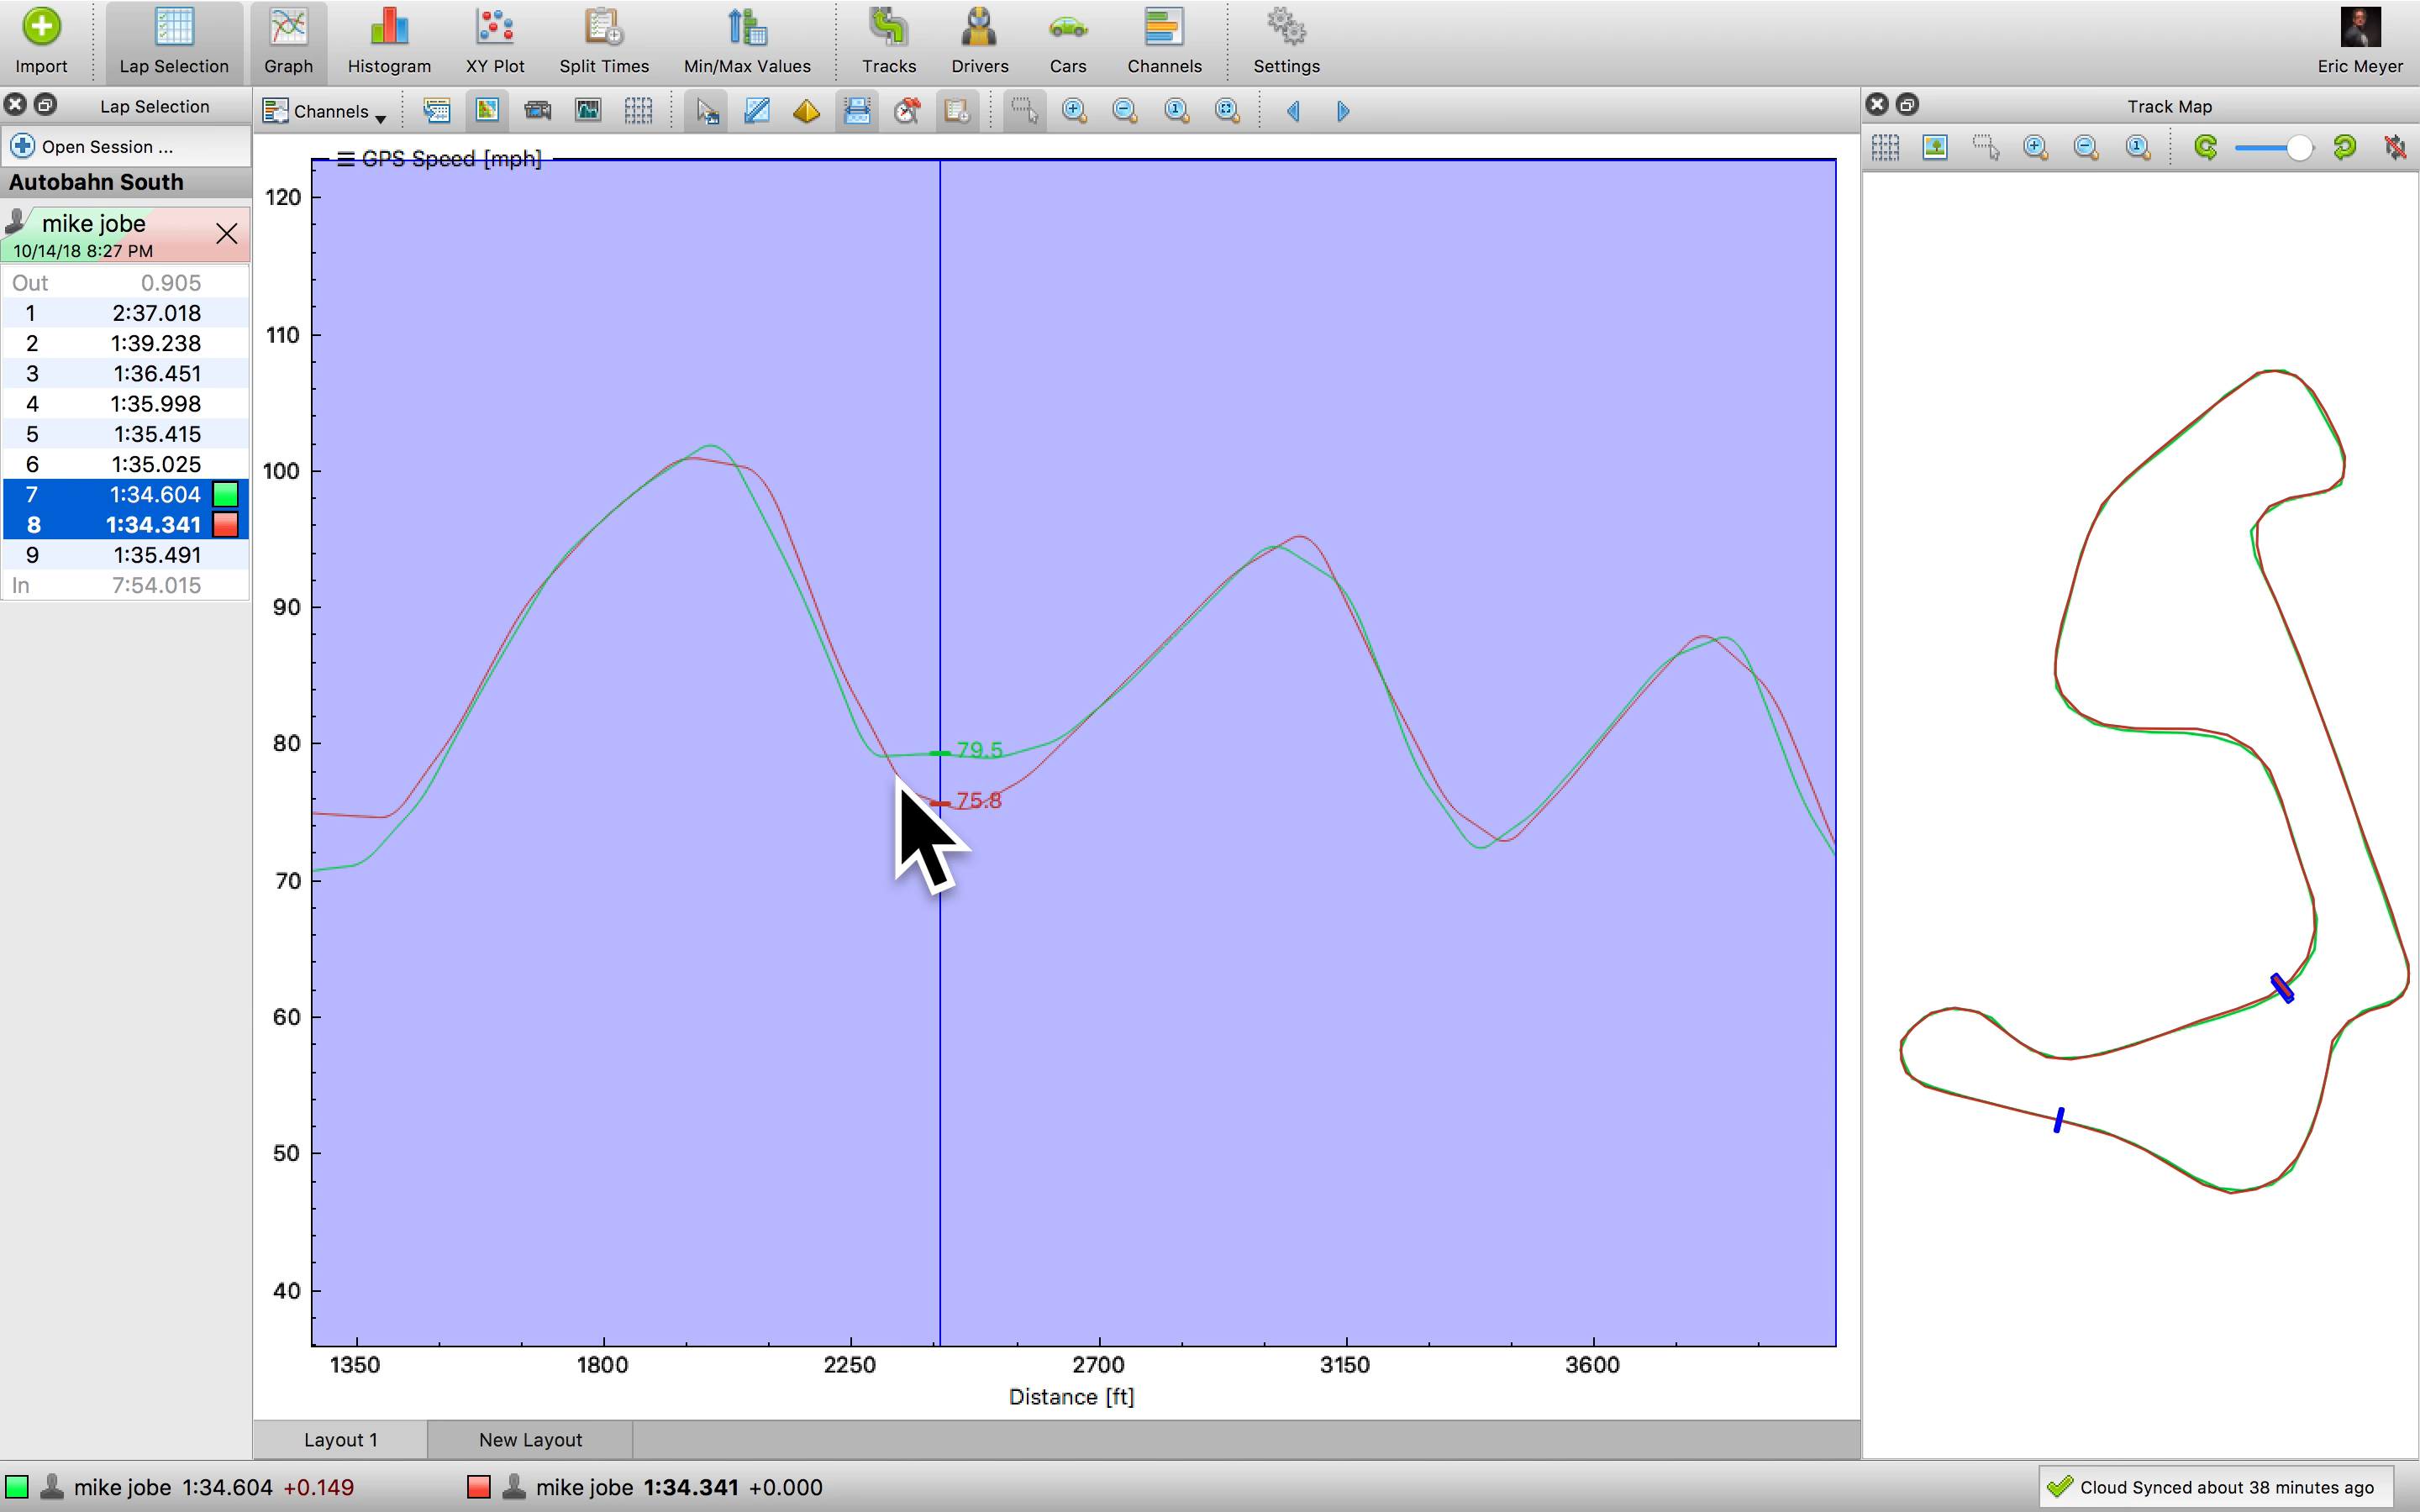 Import
Lap Selection
Graph
Histogram
XY Plot
Split Times
Min/Max Values
Tracks
Drivers
Cars
Channels
Settings
Eric Meyer
Lap Selection
Channels
Track Map
Open Session ...
Autobahn South
mike jobe
10/14/18 8:27 PM
Out 0.905
1 2:37.018
2 1:39.238
3 1:36.451
4 1:35.998
5 1:35.415
6 1:35.025
7 1:34.604
8 1:34.341
9 1:35.491
In 7:54.015
GPS Speed [mph]
120
110
100
90
80
70
60
50
40
79.5
75.8
1350 1800 2250 2700 3150 3600
Distance [ft]
Layout 1
New Layout
mike jobe 1:34.604 +0.149
mike jobe 1:34.341 +0.000
Cloud Synced about 38 minutes ago